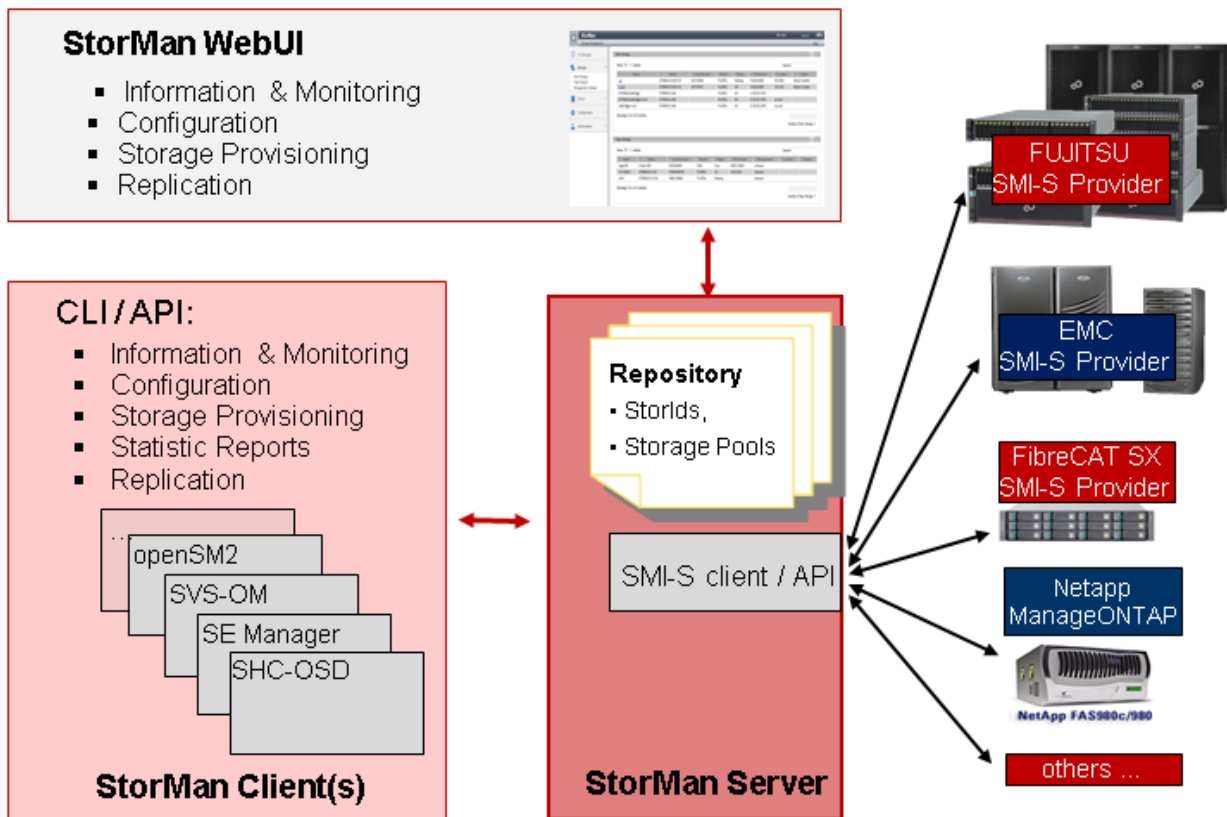 StorMan WebUI
▪ Information & Monitoring
▪ Configuration
▪ Storage Provisioning
▪ Replication
CLI / API:
▪ Information & Monitoring
▪ Configuration
▪ Storage Provisioning
▪ Statistic Reports
▪ Replication
...
openSM2
SVS-OM
SE Manager
SHC-OSD
StorMan Client(s)
Repository
▪ StorIds,
▪ Storage Pools
SMI-S client / API
StorMan Server
FUJITSU
SMI-S Provider
EMC
SMI-S Provider
FibreCAT SX
SMI-S Provider
Netapp
ManageONTAP
NetApp FAS980c/980
others ...